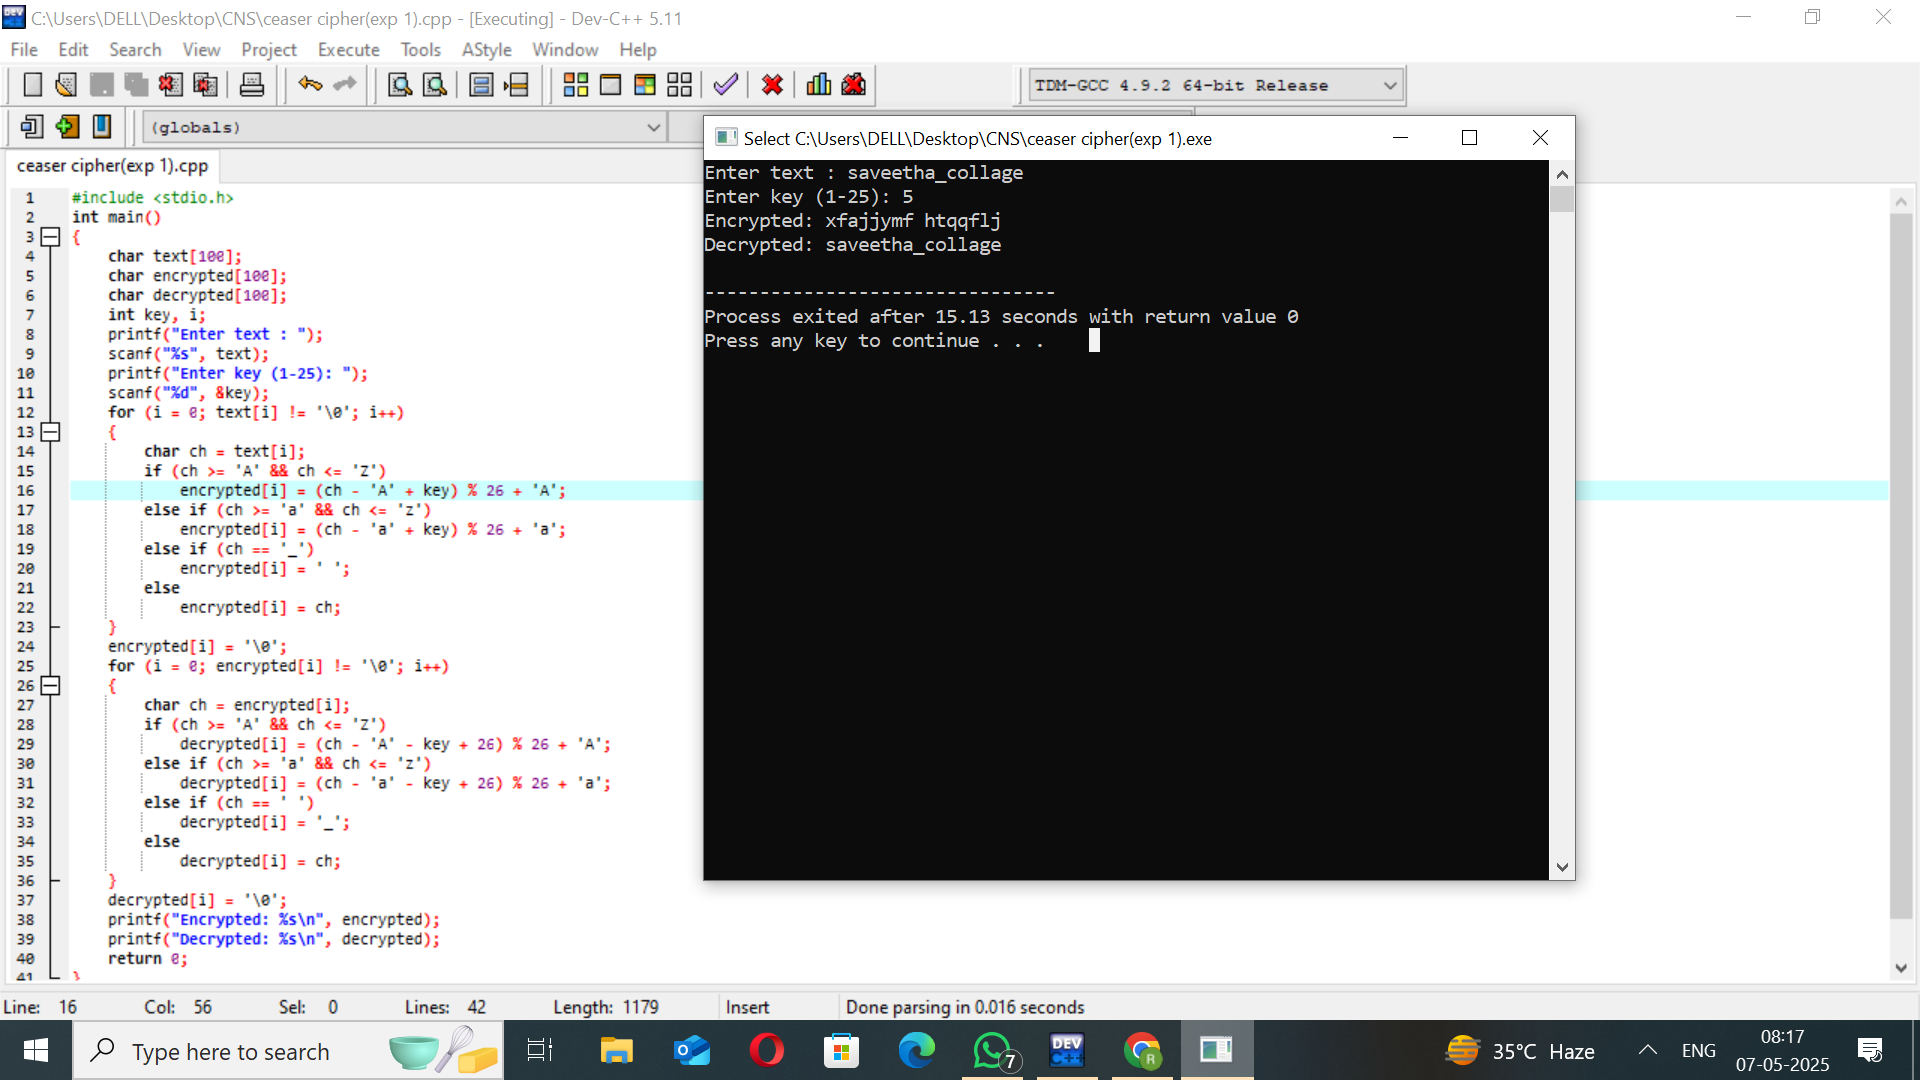 C:\Users\DELL\Desktop\CNS\ceaser cipher(exp 1).cpp - [Executing] - Dev-C++ 5.11
File Edit Search View Project Execute Tools AStyle Window Help
TDM-GCC 4.9.2 64-bit Release
(globals)
ceaser cipher(exp 1).cpp
1 #include <stdio.h>
2 int main()
3 {
4 char text[100];
5 char encrypted[100];
6 char decrypted[100];
7 int key, i;
8 printf("Enter text : ");
9 scanf("%s", text);
10 printf("Enter key (1-25): ");
11 scanf("%d", &key);
12 for (i = 0; text[i] != '\0'; i++)
13 {
14 char ch = text[i];
15 if (ch >= 'A' && ch <= 'Z')
16 encrypted[i] = (ch - 'A' + key) % 26 + 'A';
17 else if (ch >= 'a' && ch <= 'z')
18 encrypted[i] = (ch - 'a' + key) % 26 + 'a';
19 else if (ch == '_')
20 encrypted[i] = ' ';
21 else
22 encrypted[i] = ch;
23 }
24 encrypted[i] = '\0';
25 for (i = 0; encrypted[i] != '\0'; i++)
26 {
27 char ch = encrypted[i];
28 if (ch >= 'A' && ch <= 'Z')
29 decrypted[i] = (ch - 'A' - key + 26) % 26 + 'A';
30 else if (ch >= 'a' && ch <= 'z')
31 decrypted[i] = (ch - 'a' - key + 26) % 26 + 'a';
32 else if (ch == ' ')
33 decrypted[i] = '_';
34 else
35 decrypted[i] = ch;
36 }
37 decrypted[i] = '\0';
38 printf("Encrypted: %s\n", encrypted);
39 printf("Decrypted: %s\n", decrypted);
40 return 0;
41 }
Select C:\Users\DELL\Desktop\CNS\ceaser cipher(exp 1).exe
Enter text : saveetha_collage
Enter key (1-25): 5
Encrypted: xfajjymf htqqflj
Decrypted: saveetha_collage
--------------------------------
Process exited after 15.13 seconds with return value 0
Press any key to continue . . .
Line: 16 Col: 56 Sel: 0 Lines: 42 Length: 1179 Insert Done parsing in 0.016 seconds
Type here to search
7
DEV
C++
R
35°C Haze
ENG
08:17
07-05-2025